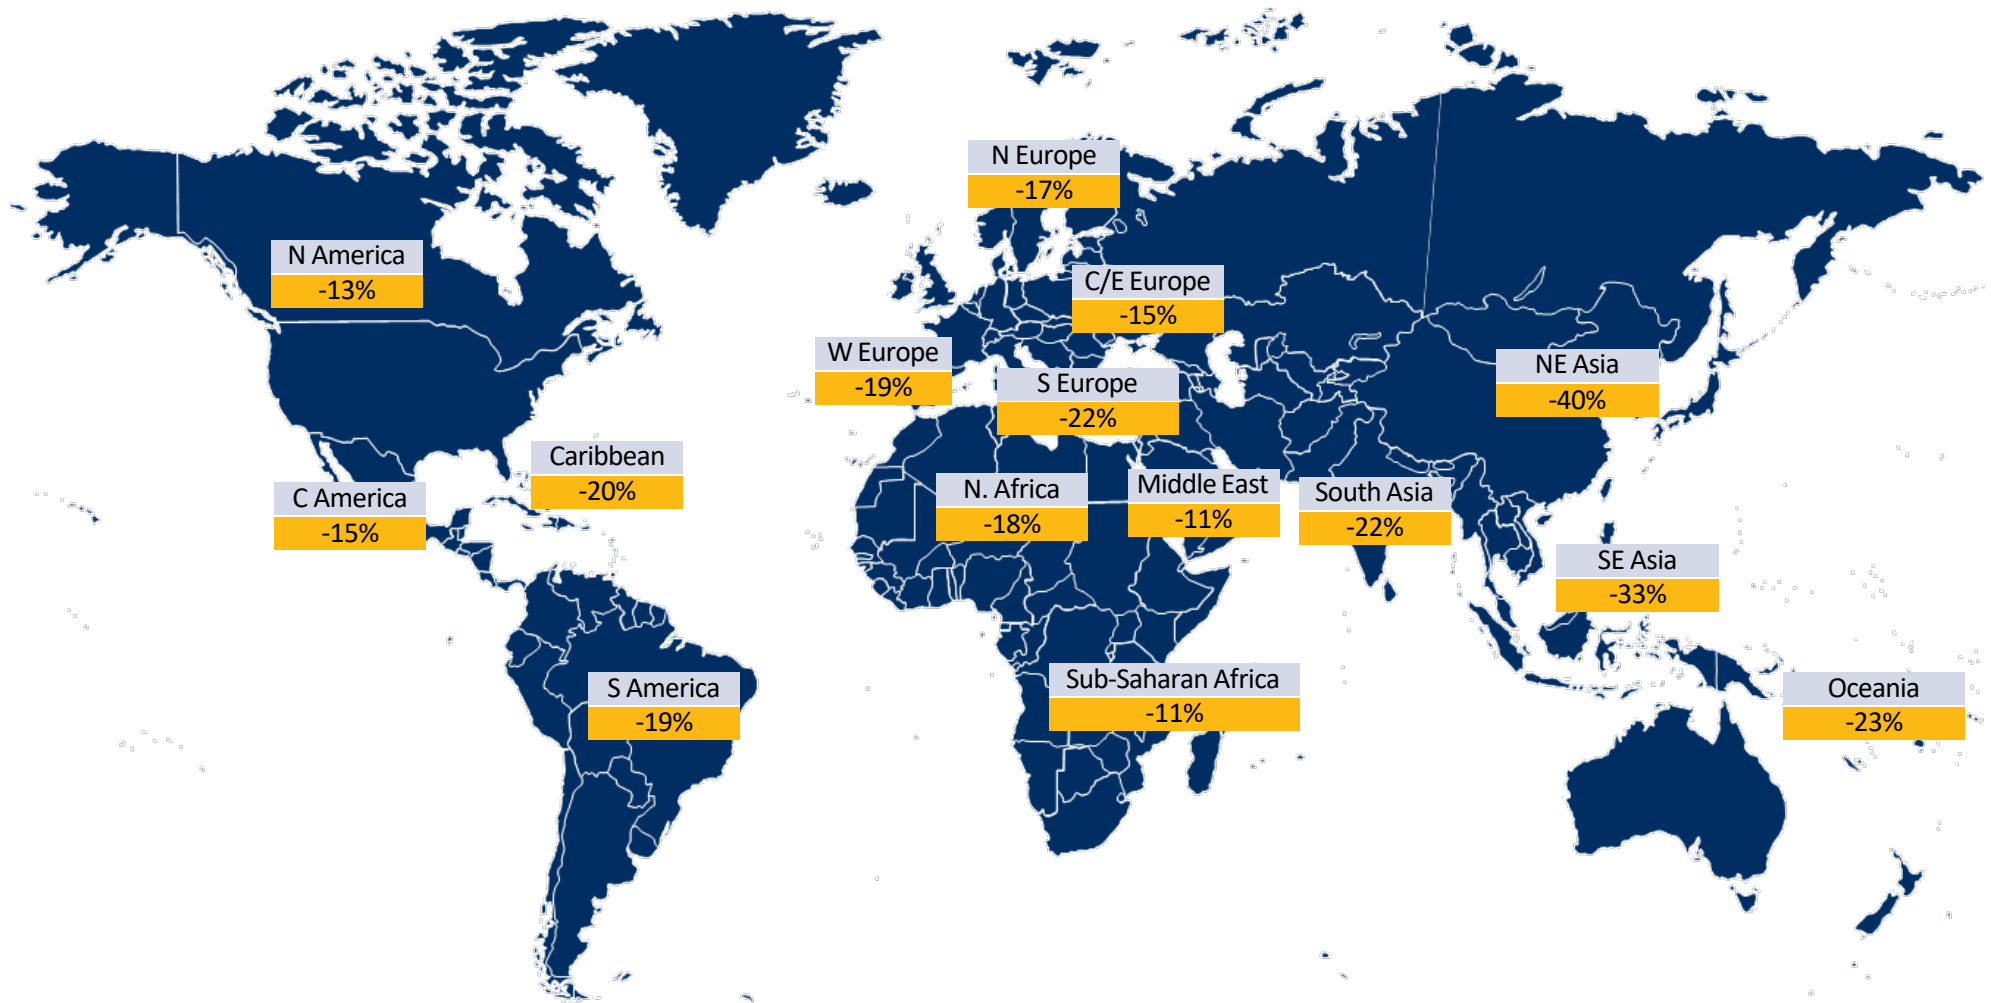 N Europe
-17%
N America
-13%
C/E Europe
-15%
W Europe
-19%
S Europe
-22%
NE Asia
-40%
Caribbean
-20%
C America
-15%
N. Africa
-18%
Middle East
-11%
South Asia
-22%
SE Asia
-33%
S America
-19%
Sub-Saharan Africa
-11%
Oceania
-23%